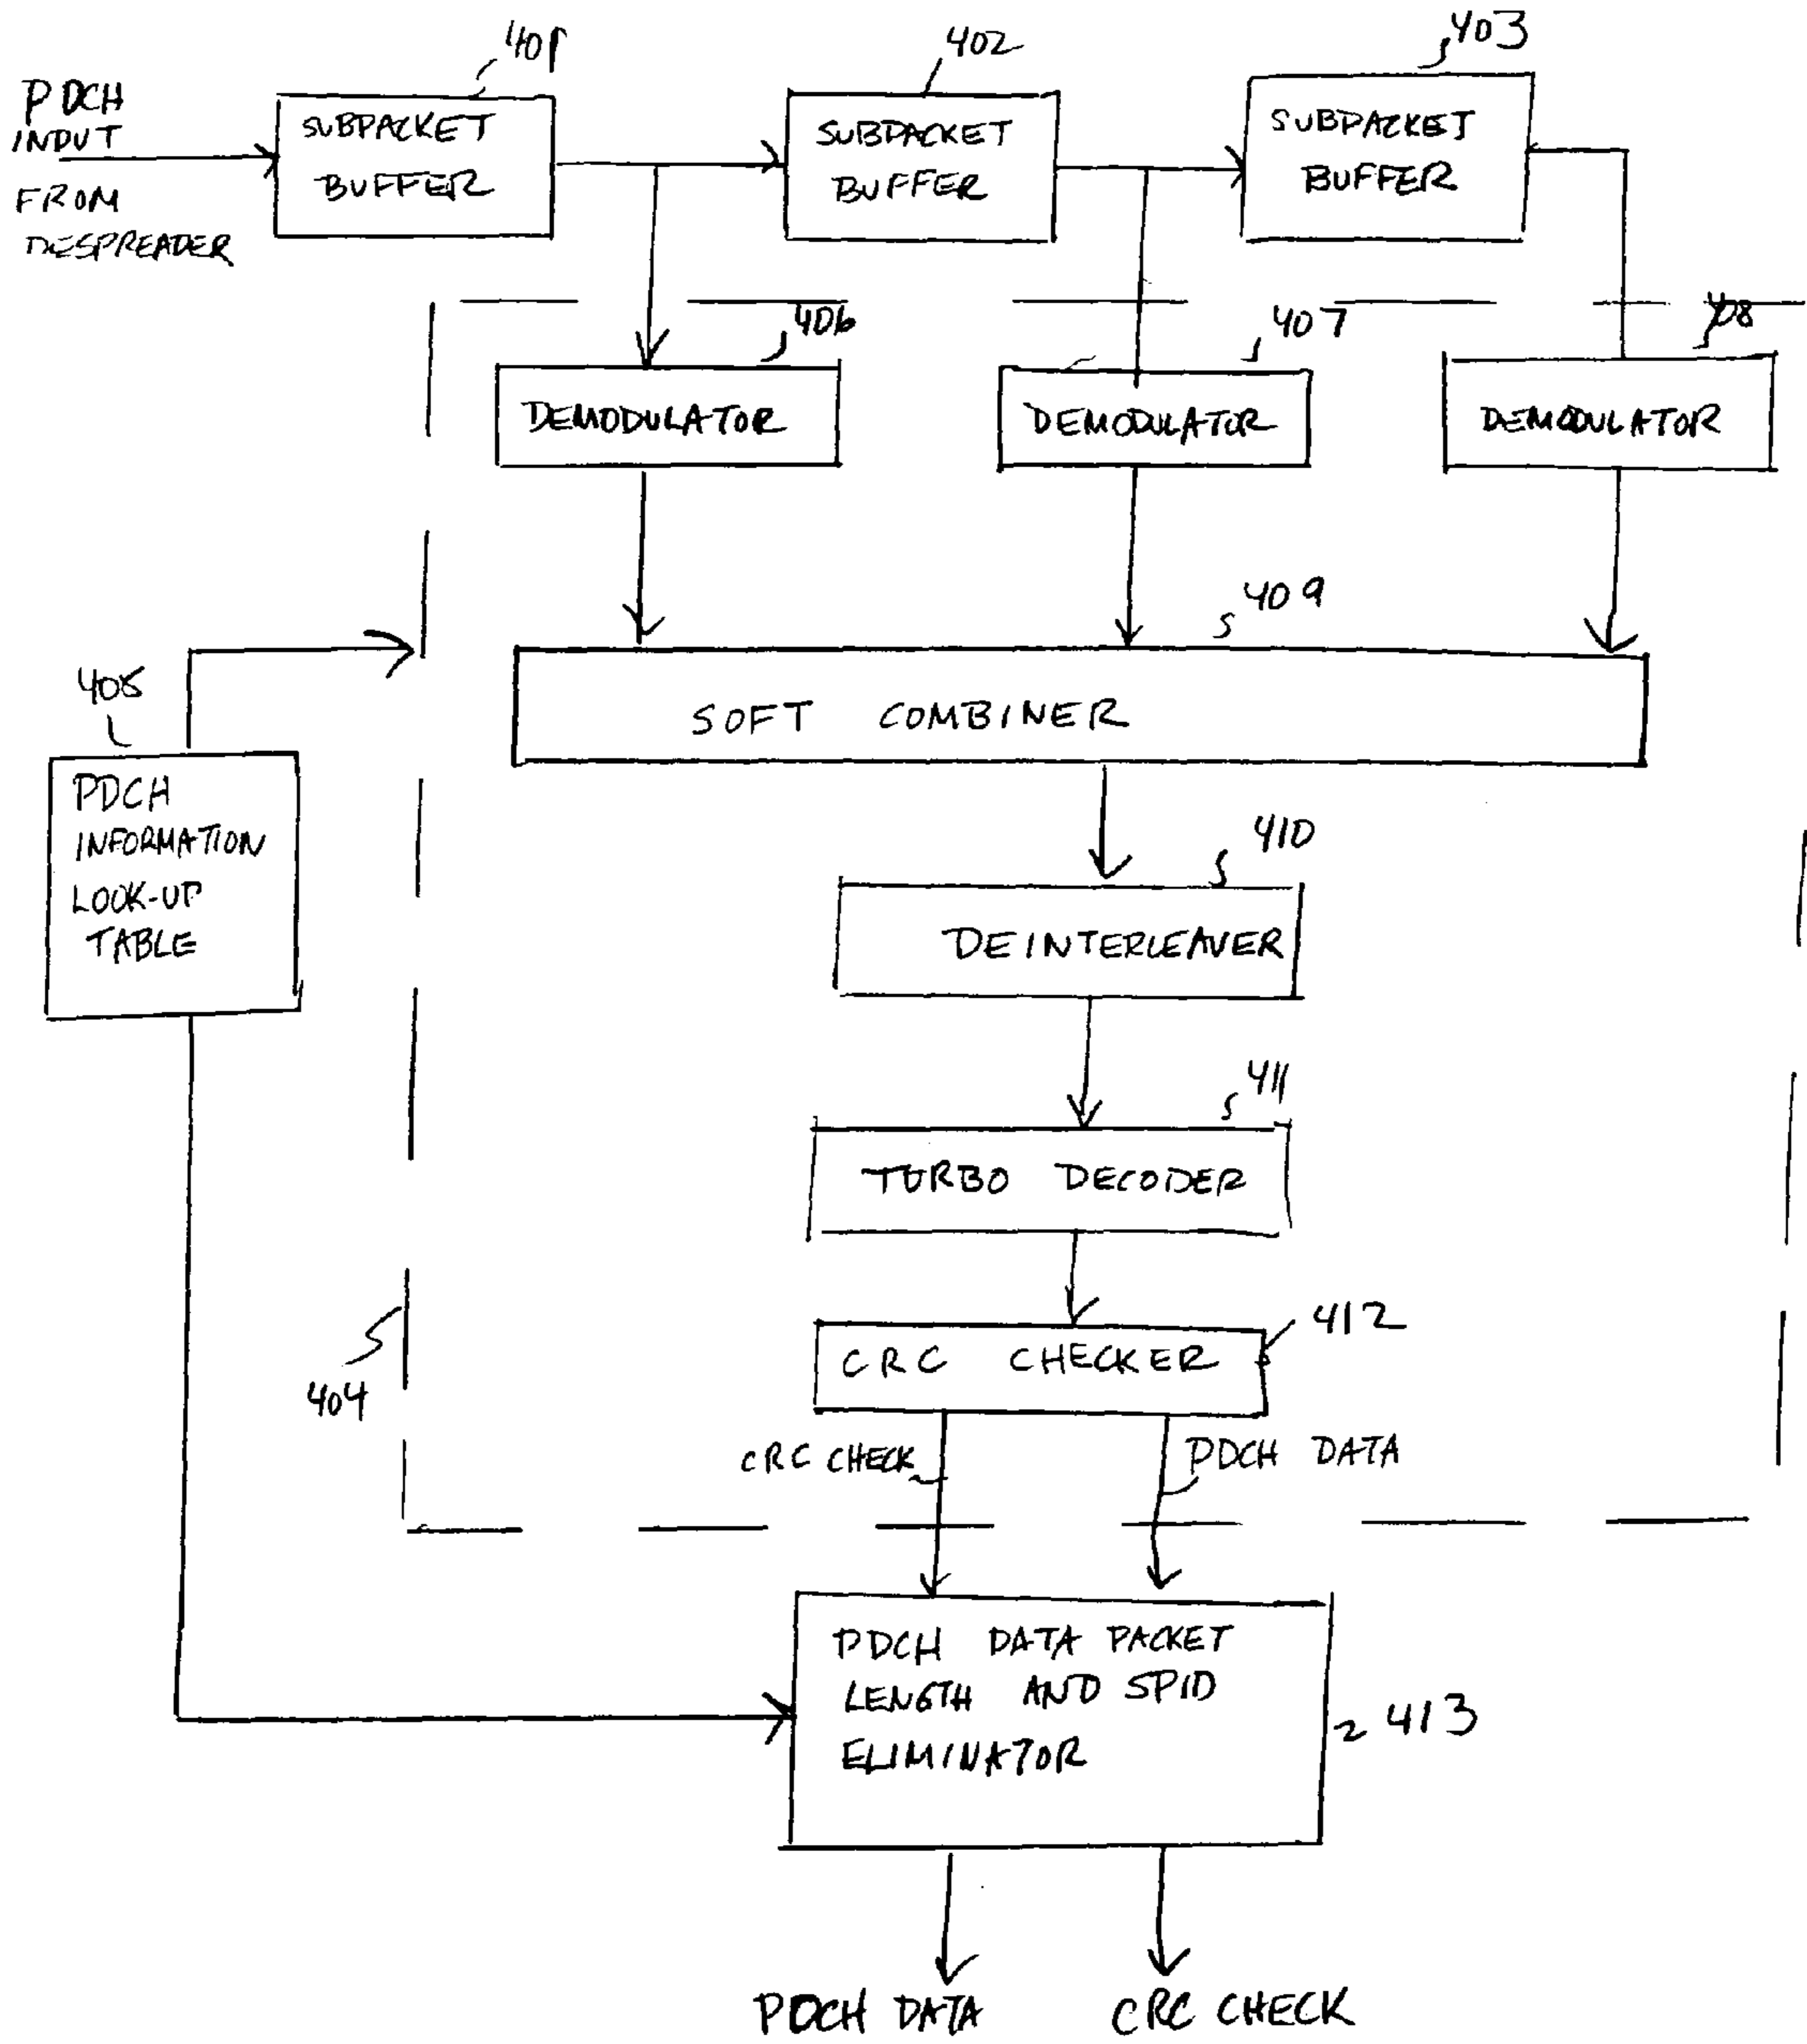 401
402
403
PDCH
INPUT
FROM
DESPREADER
SUBPACKET
BUFFER
SUBPACKET
BUFFER
SUBPACKET
BUFFER
406
407
408
DEMODULATOR
DEMODULATOR
DEMODULATOR
409
SOFT COMBINER
405
PDCH
INFORMATION
LOOK-UP
TABLE
410
DEINTERLEAVER
411
TURBO DECODER
412
CRC CHECKER
404
CRC CHECK
PDCH DATA
PDCH DATA PACKET
LENGTH AND SPID
ELIMINATOR
413
PDCH DATA
CRC CHECK